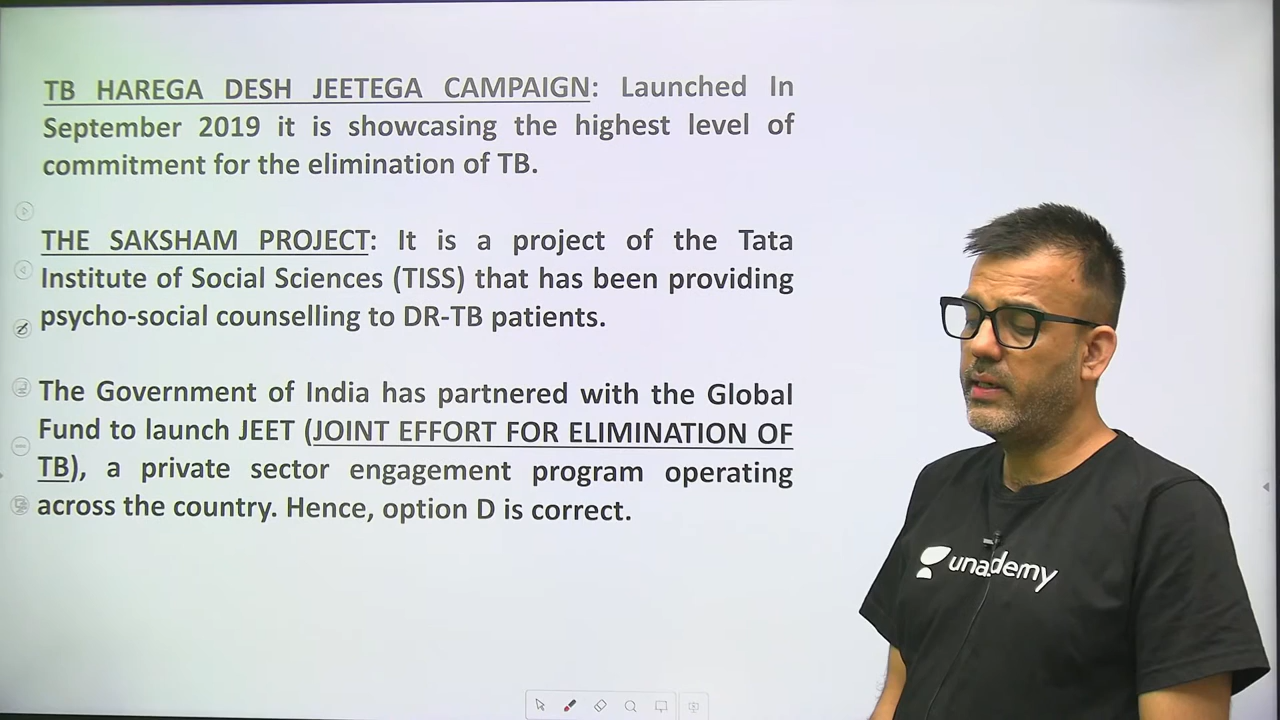 TB HAREGA DESH JEETEGA CAMPAIGN: Launched In
September 2019 it is showcasing the highest level of
commitment for the elimination of TB.
THE SAKSHAM PROJECT: It is a project of the Tata
Institute of Social Sciences (TISS) that has been providing
psycho-social counselling to DR-TB patients.
The Government of India has partnered with the Global
Fund to launch JEET (JOINT EFFORT FOR ELIMINATION OF
TB), a private sector engagement program operating
across the country. Hence, option D is correct.
unacademy